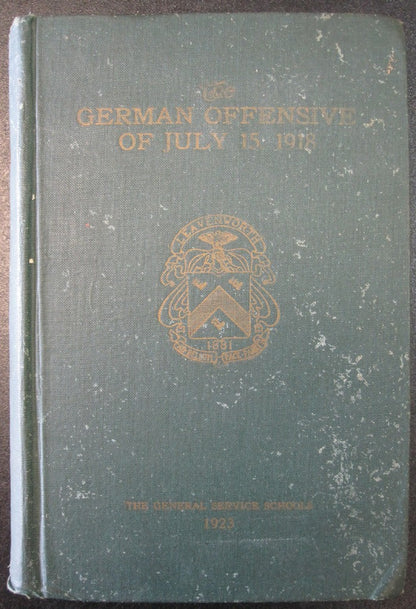 The
GERMAN OFFENSIVE
OF JULY 15, 1918
LEAVENWORTH
1881
THE GENERAL SERVICE SCHOOLS
1923